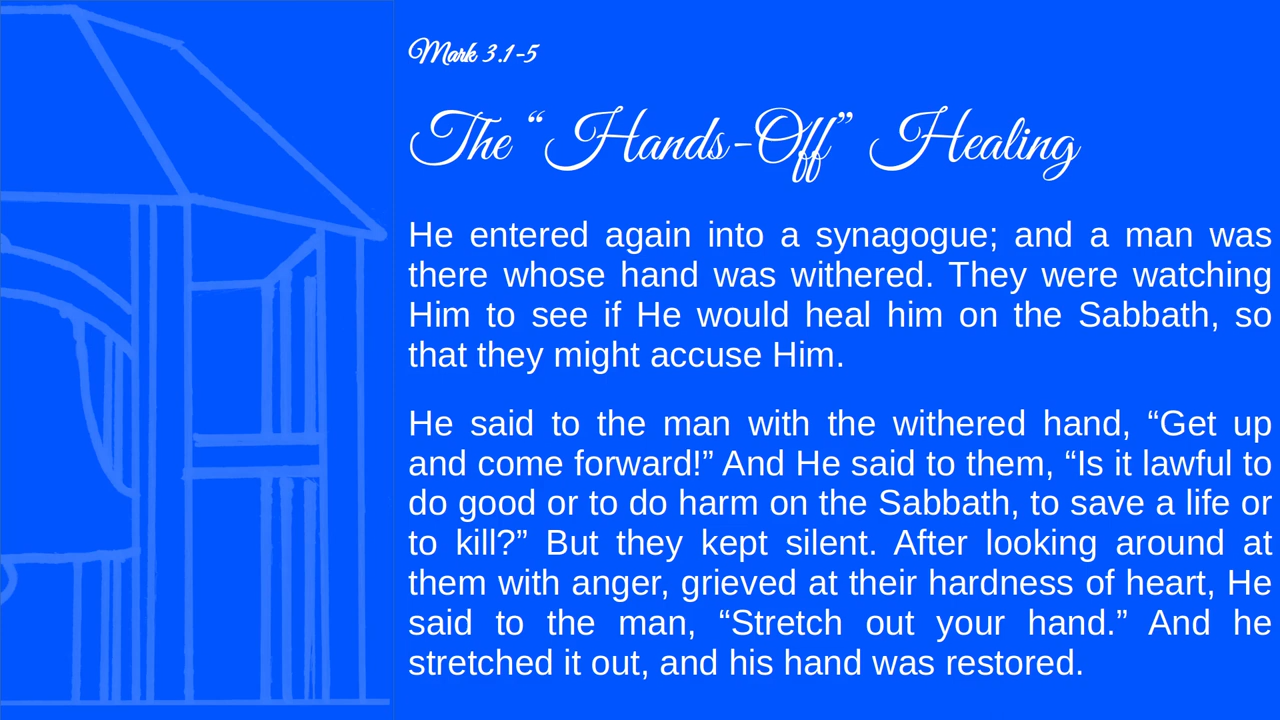 Mark 3.1-5
The “Hands-Off” Healing
He entered again into a synagogue; and a man was
there whose hand was withered. They were watching
Him to see if He would heal him on the Sabbath, so
that they might accuse Him.
He said to the man with the withered hand, “Get up
and come forward!” And He said to them, “Is it lawful to
do good or to do harm on the Sabbath, to save a life or
to kill?” But they kept silent. After looking around at
them with anger, grieved at their hardness of heart, He
said to the man, “Stretch out your hand.” And he
stretched it out, and his hand was restored.